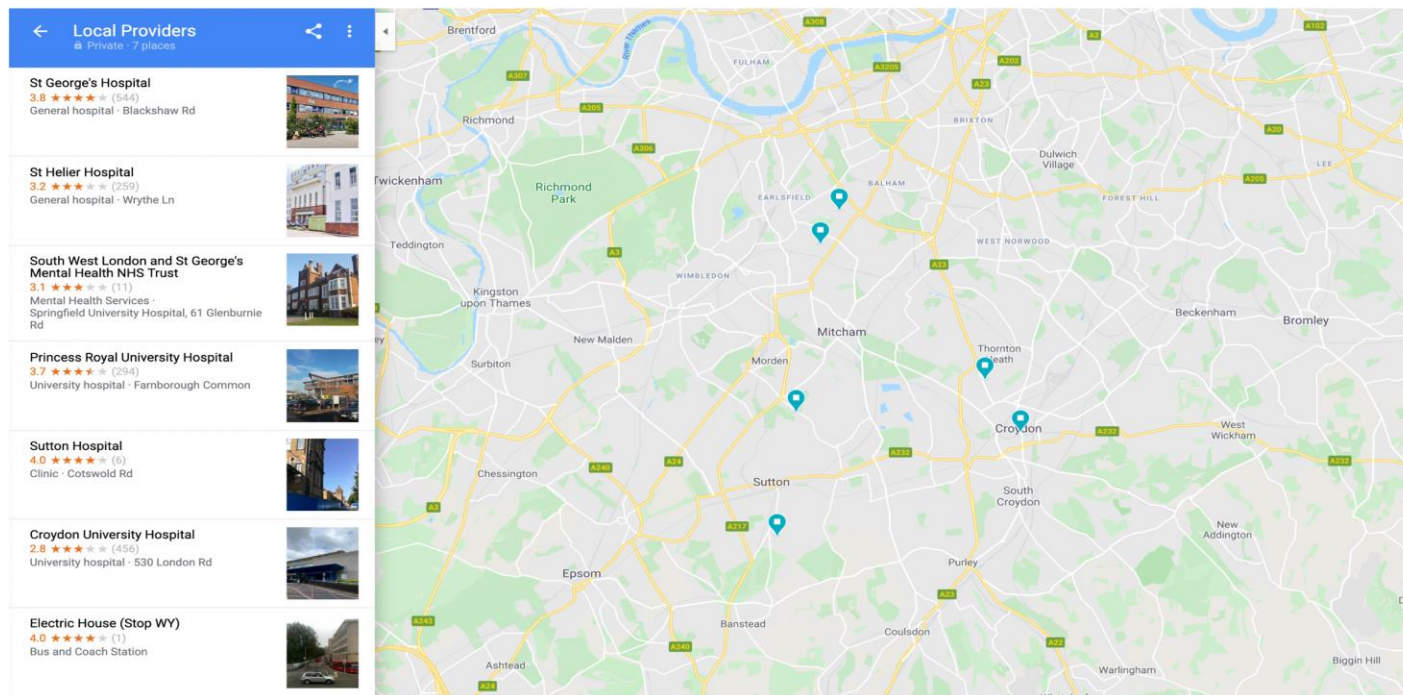 Local Providers
Private · 7 places
St George's Hospital
3.8 ★★★★★ (544)
General hospital · Blackshaw Rd
St Helier Hospital
3.2 ★★★★★ (259)
General hospital · Wrythe Ln
South West London and St George's
Mental Health NHS Trust
3.1 ★★★★★ (11)
Mental Health Services ·
Springfield University Hospital, 61 Glenburnie
Rd
Princess Royal University Hospital
3.7 ★★★★★ (294)
University hospital · Farnborough Common
Sutton Hospital
4.0 ★★★★★ (6)
Clinic · Cotswold Rd
Croydon University Hospital
2.8 ★★★★★ (456)
University hospital · 530 London Rd
Electric House (Stop WY)
4.0 ★★★★★ (1)
Bus and Coach Station
Brentford
River Thames
A308
A2
A102
FULHAM
A3205
A202
A307
A23
A205
Richmond
BRIXTON
A20
A306
Dulwich
Village
LEE
Twickenham
Richmond
Park
EARLSFIELD
BALHAM
A205
FOREST HILL
Teddington
A3
WEST NORWOOD
A23
WIMBLEDON
Kingston
upon Thames
Beckenham
Bromley
Mitcham
New Malden
Thornton
Heath
Surbiton
Morden
Croydon
A232
West
Wickham
A232
A232
A24
A240
Chessington
Sutton
South
Croydon
A3
A217
New
Addington
Epsom
Purley
A23
A243
Banstead
Coulsdon
A22
A240
Ashtead
Warlingham
Biggin Hill
A24